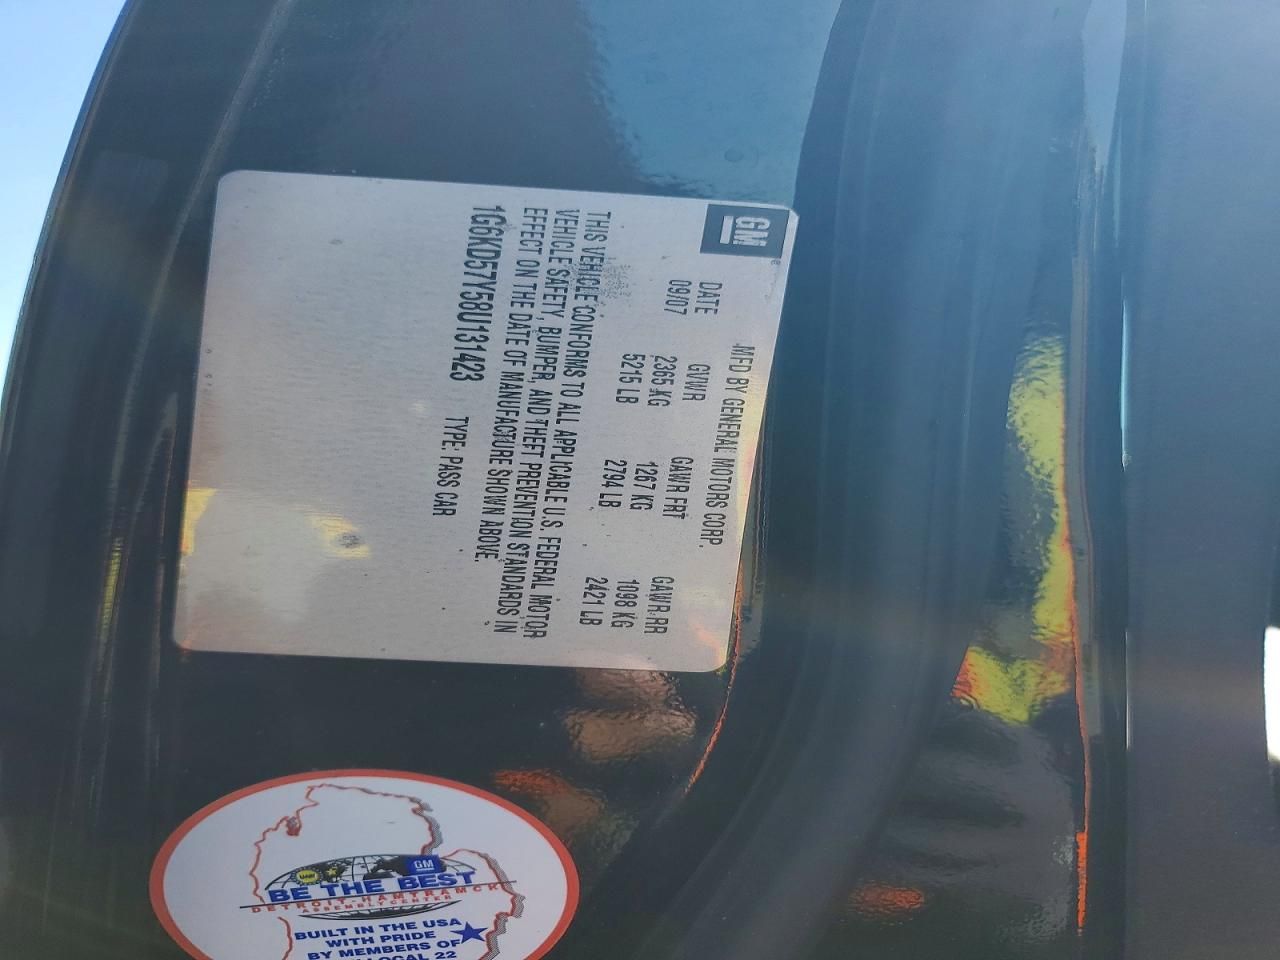 GM
MFD BY GENERAL MOTORS CORP.
DATE GVWR GAWR FRT GAWR RR
09/07 2365 KG 1267 KG 1098 KG
5215 LB 2794 LB 2421 LB
THIS VEHICLE CONFORMS TO ALL APPLICABLE U.S. FEDERAL MOTOR
VEHICLE SAFETY, BUMPER, AND THEFT PREVENTION STANDARDS IN
EFFECT ON THE DATE OF MANUFACTURE SHOWN ABOVE.
1G6KD57Y58U131423 TYPE: PASS CAR
GM
BE THE BEST
DETROIT-HAMTRAMCK
ASSEMBLY CENTER
BUILT IN THE USA
WITH PRIDE
BY MEMBERS OF
LOCAL 22